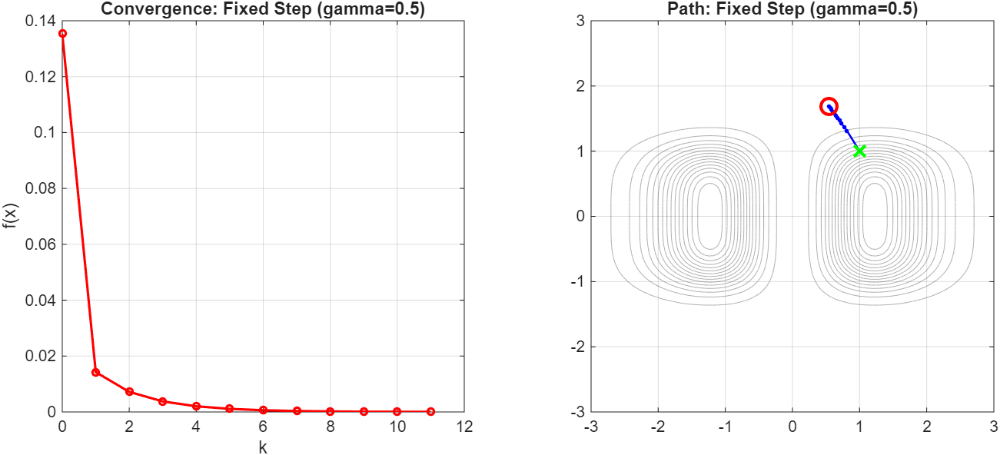 Convergence: Fixed Step (gamma=0.5)
0.14
0.12
0.1
0.08
0.06
0.04
0.02
0
f(x)
0 2 4 6 8 10 12
k
Path: Fixed Step (gamma=0.5)
3
2
1
0
-1
-2
-3
-3 -2 -1 0 1 2 3